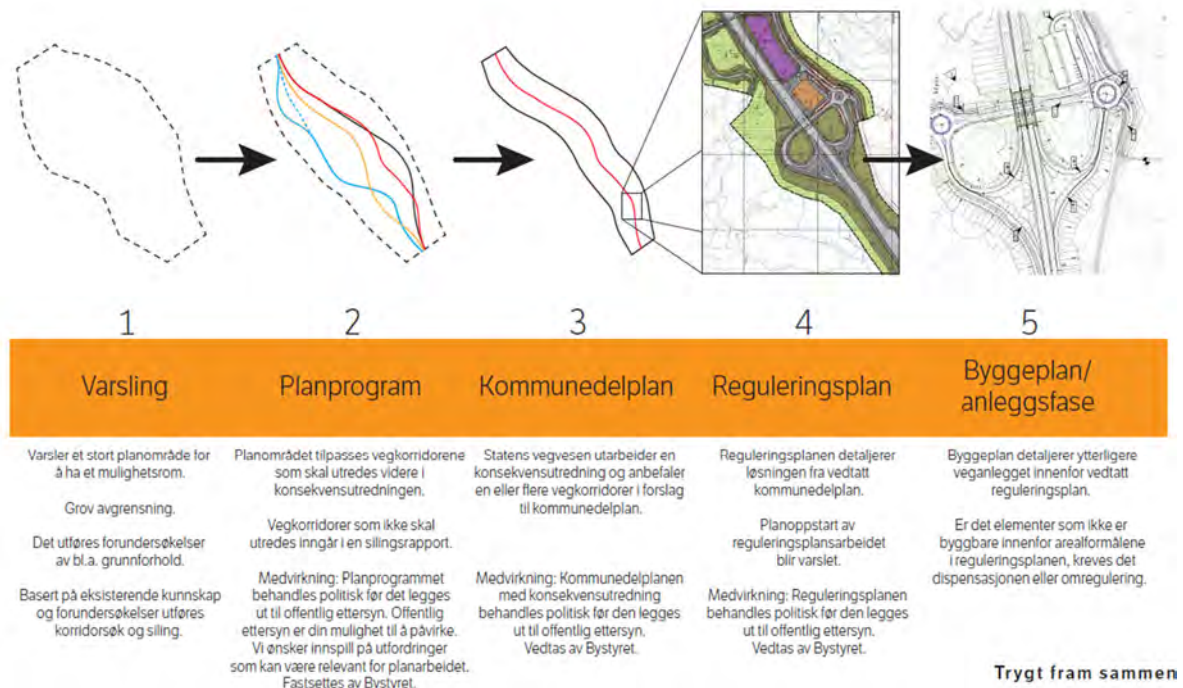 1
2
3
4
5
Varsling
Planprogram
Kommunedelplan
Reguleringsplan
Byggeplan/
anleggsfase
Varsler et stort planområde for
å ha et mulighetsrom.
Grov avgrensning.
Det utføres forundersøkelser
av bl.a. grunnforhold.
Basert på eksisterende kunnskap
og forundersøkelser utføres
korridorsøk og siling.
Planområdet tilpasses vegkorridorene
som skal utredes videre i
konsekvensutredningen.
Vegkorridorer som ikke skal
utredes inngår i en silingsrapport.
Medvirkning: Planprogrammet
behandles politisk før det legges
ut til offentlig ettersyn. Offentlig
ettersyn er din mulighet til å påvirke.
Vi ønsker innspill på utfordringer
som kan være relevant for planarbeidet.
Fastsettes av Bystyret.
Statens vegvesen utarbeider en
konsekvensutredning og anbefaler
en eller flere vegkorridorer i forslag
til kommunedelplan.
Medvirkning: Kommunedelplanen
med konsekvensutredning
behandles politisk før den legges
ut til offentlig ettersyn.
Vedtas av Bystyret.
Reguleringsplanen detaljerer
løsningen fra vedtatt
kommunedelplan.
Planoppstart av
reguleringsplansarbeidet
blir varslet.
Medvirkning: Reguleringsplanen
behandles politisk før den legges
ut til offentlig ettersyn.
Vedtas av Bystyret.
Byggeplan detaljerer ytterligere
veganlegget innenfor vedtatt
reguleringsplan.
Er det elementer som ikke er
byggbare innenfor arealformålene
i reguleringsplanen, kreves det
dispensasjonen eller omregulering.
Trygt fram sammen